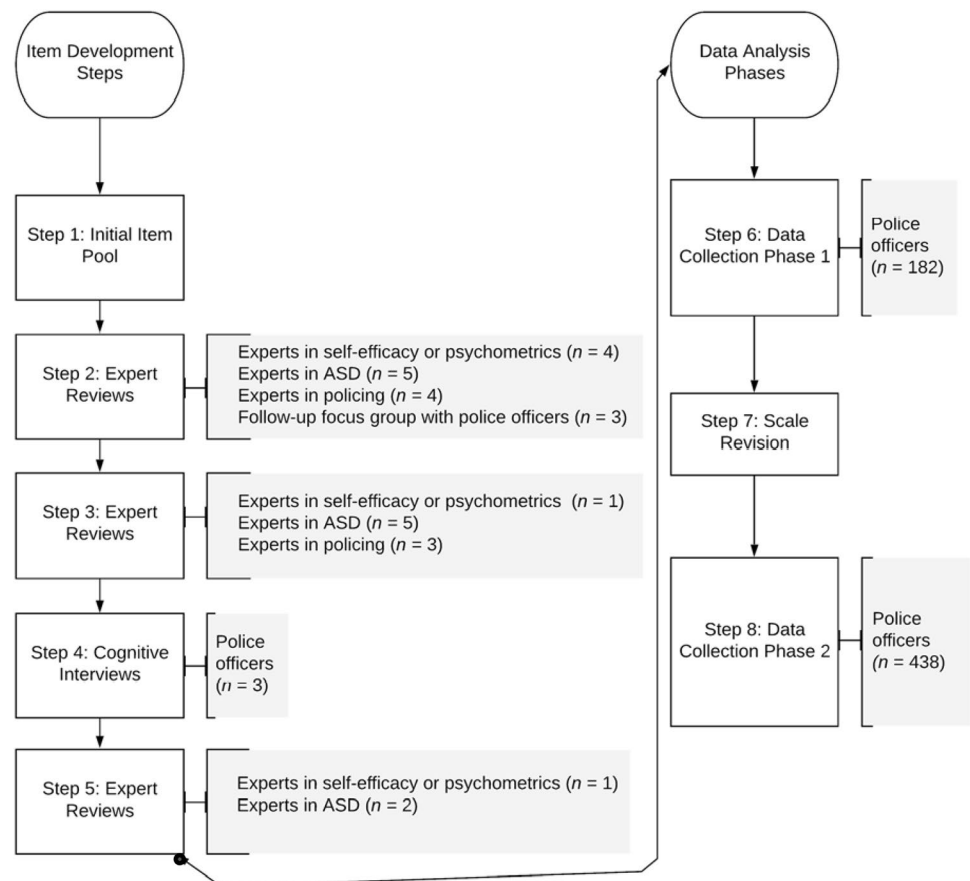 Item Development
Steps
Step 1: Initial Item
Pool
Step 2: Expert
Reviews
Experts in self-efficacy or psychometrics (n = 4)
Experts in ASD (n = 5)
Experts in policing (n = 4)
Follow-up focus group with police officers (n = 3)
Step 3: Expert
Reviews
Experts in self-efficacy or psychometrics (n = 1)
Experts in ASD (n = 5)
Experts in policing (n = 3)
Step 4: Cognitive
Interviews
Police
officers
(n = 3)
Step 5: Expert
Reviews
Experts in self-efficacy or psychometrics (n = 1)
Experts in ASD (n = 2)
Data Analysis
Phases
Step 6: Data
Collection Phase 1
Police
officers
(n = 182)
Step 7: Scale
Revision
Step 8: Data
Collection Phase 2
Police
officers
(n = 438)